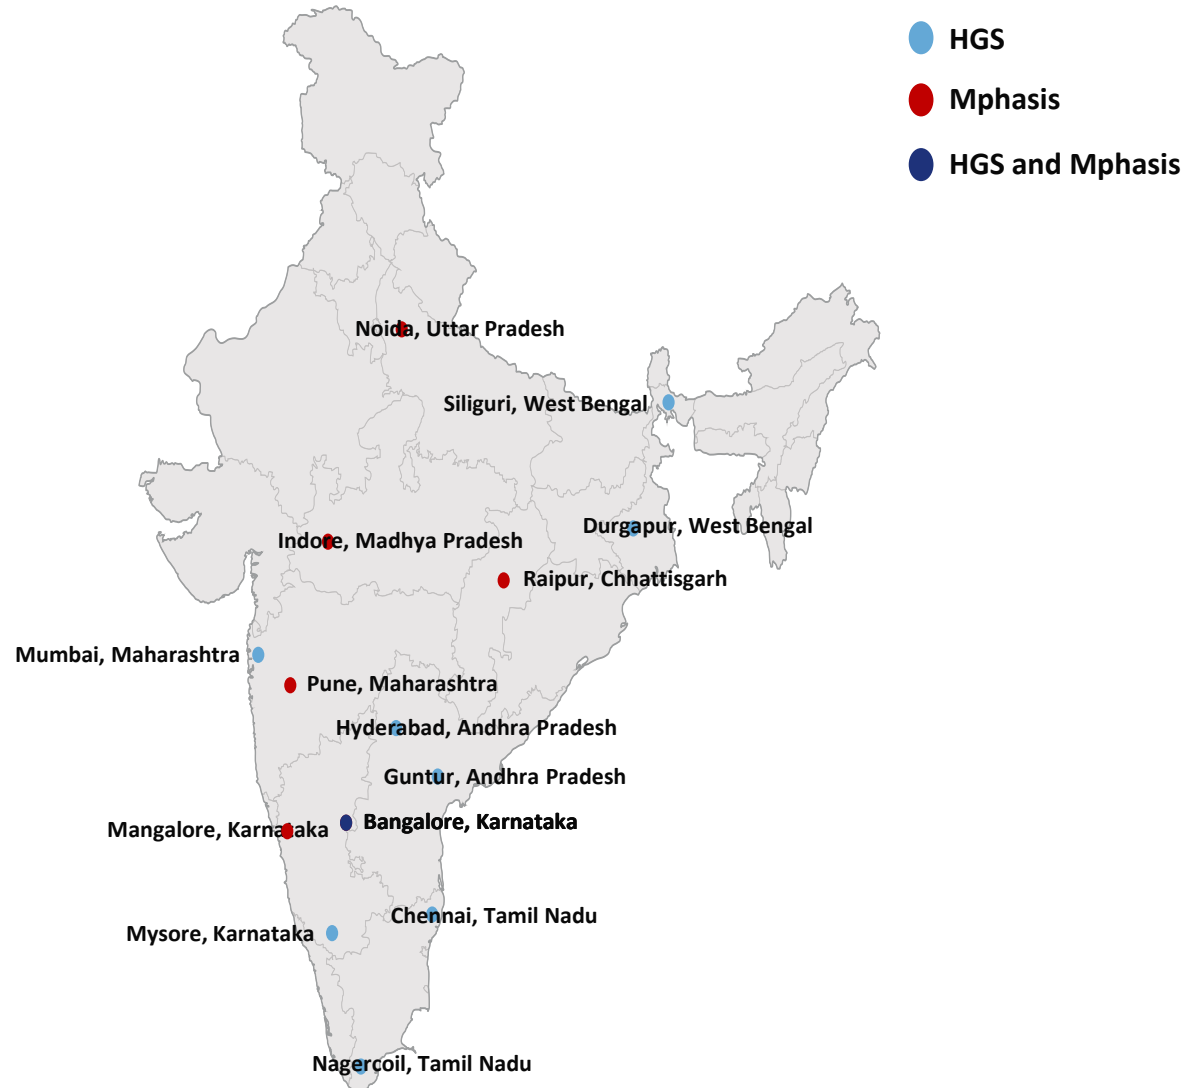 HGS
Mphasis
HGS and Mphasis
Noida, Uttar Pradesh
Siliguri, West Bengal
Durgapur, West Bengal
Indore, Madhya Pradesh
Raipur, Chhattisgarh
Mumbai, Maharashtra
Pune, Maharashtra
Hyderabad, Andhra Pradesh
Guntur, Andhra Pradesh
Bangalore, Karnataka
Mangalore, Karnataka
Chennai, Tamil Nadu
Mysore, Karnataka
Nagercoil, Tamil Nadu